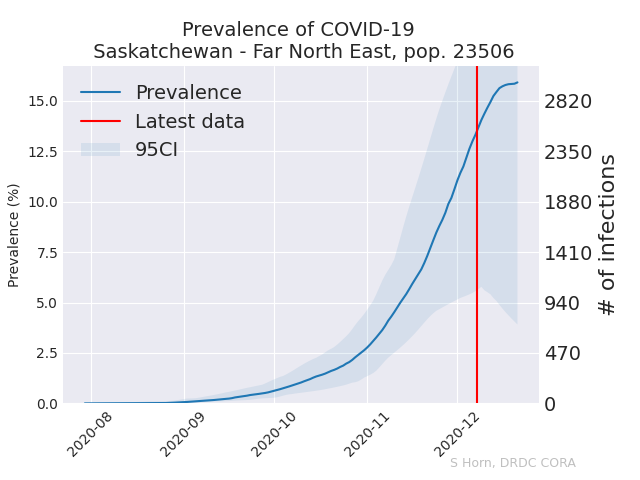 Prevalence of COVID-19
Saskatchewan - Far North East, pop. 23506
Prevalence
Latest data
95CI
Prevalence (%)
15.0
12.5
10.0
7.5
5.0
2.5
0.0
2820
2350
1880
1410
940
470
0
# of infections
2020-08
2020-09
2020-10
2020-11
2020-12
S Horn, DRDC CORA